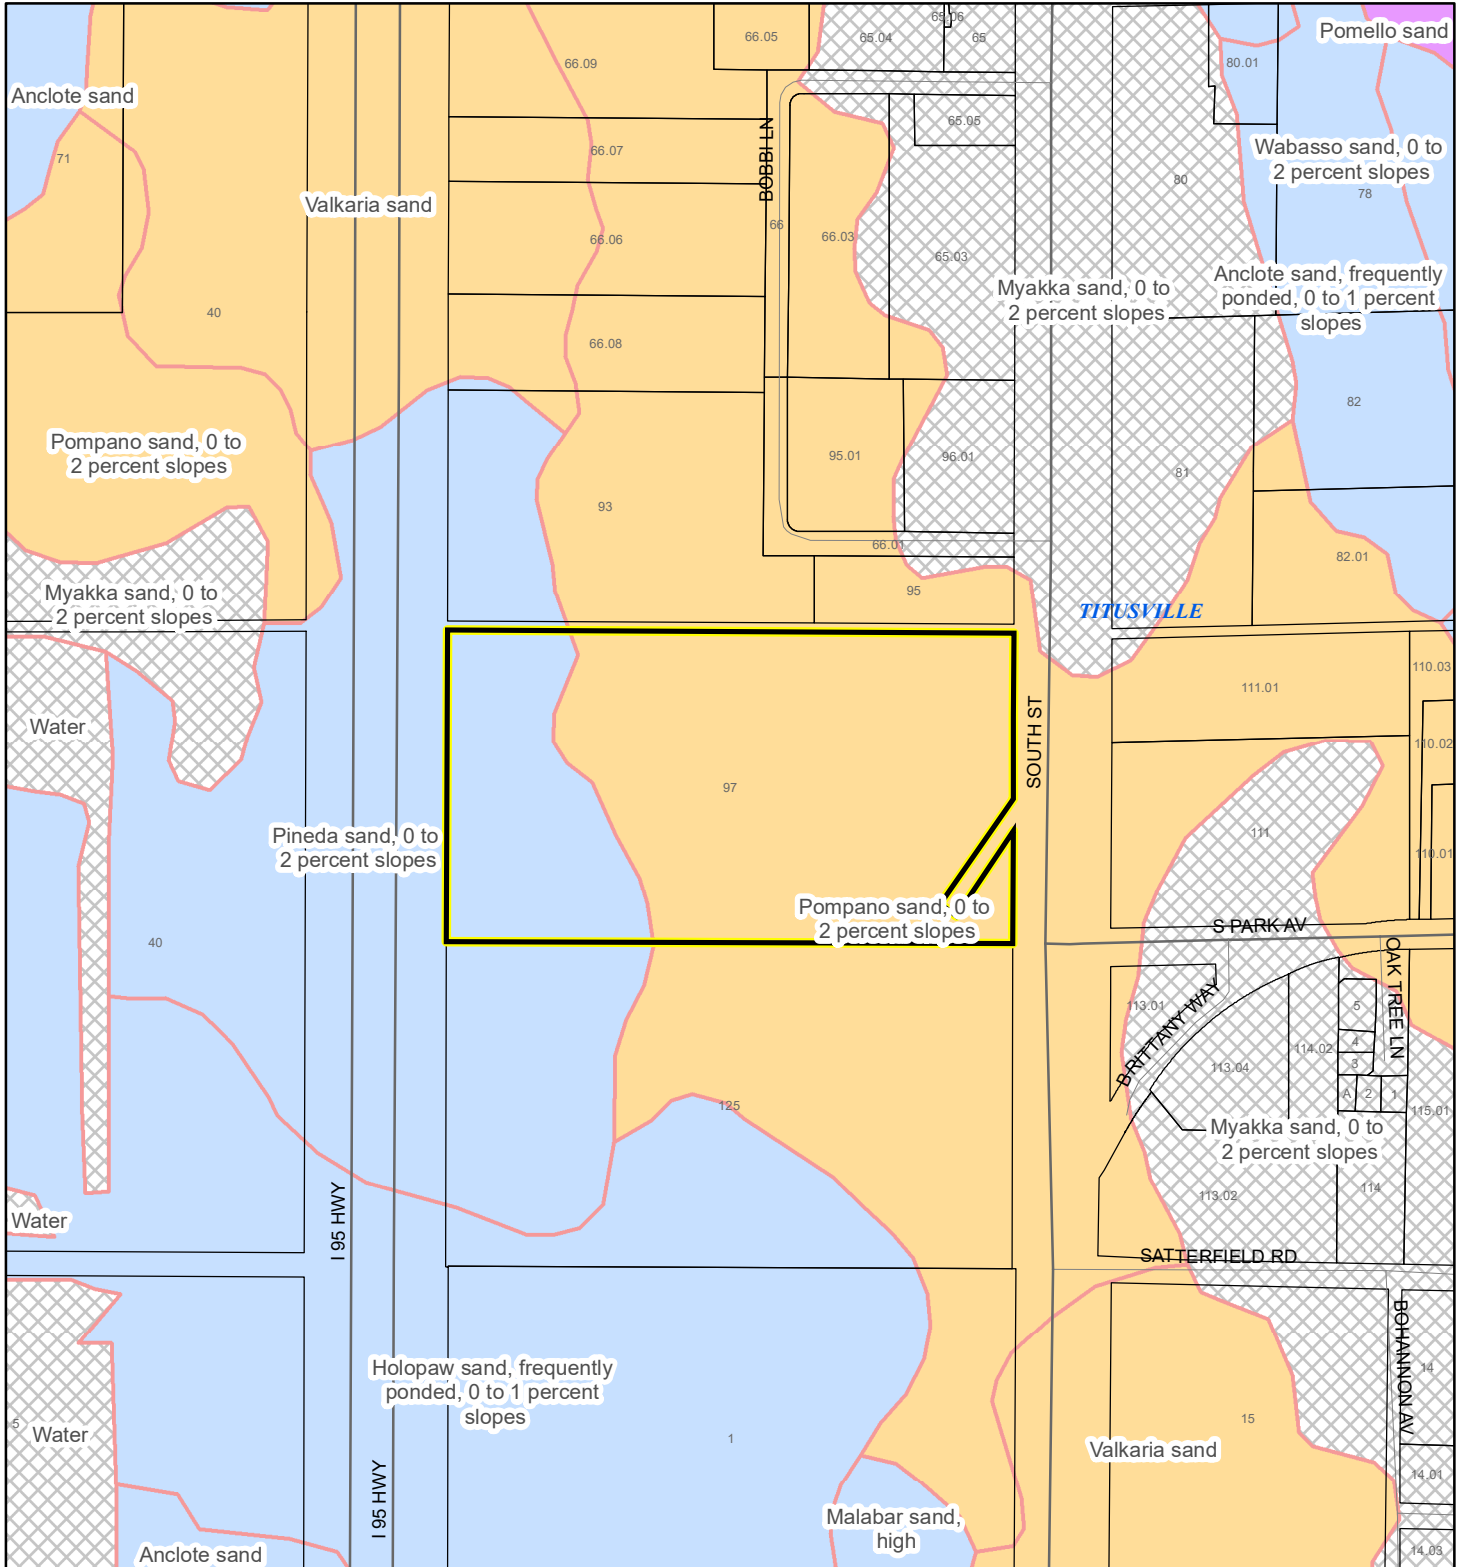 65.06
Pomello sand
66.05
65.04
65
66.09
80.01
Anclote sand
65.05
BOBBI LN
71
66.07
Wabasso sand, 0 to
2 percent slopes
80
78
Valkaria sand
66
66.03
66.06
65.03
Myakka sand, 0 to
2 percent slopes
Anclote sand, frequently
ponded, 0 to 1 percent
slopes
40
66.08
82
Pompano sand, 0 to
2 percent slopes
95.01
96.01
81
93
66.01
82.01
95
Myakka sand, 0 to
2 percent slopes
TITUSVILLE
110.03
111.01
Water
SOUTH ST
110.02
97
Pineda sand, 0 to
2 percent slopes
111
110.01
Pompano sand, 0 to
2 percent slopes
S PARK AV
40
OAK TREE LN
113.01
BRITTANY WAY
5
4
114.02
3
113.04
A
2
1
125
115.01
Myakka sand, 0 to
2 percent slopes
114
113.02
Water
I 95 HWY
SATTERFIELD RD
Holopaw sand, frequently
ponded, 0 to 1 percent
slopes
BOHANNON AV
14
5
Water
1
15
Valkaria sand
14.01
I 95 HWY
Malabar sand,
high
Anclote sand
14.03